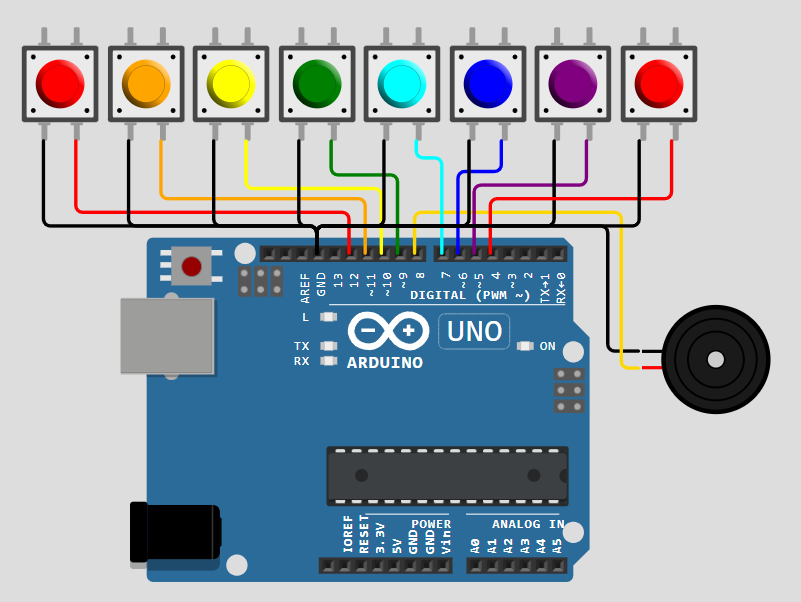 AREF
GND
13
12
~11
~10
~9
8
7
~6
~5
4
~3
2
TX→1
RX←0
DIGITAL (PWM ~)
L
TX
RX
UNO
ON
ARDUINO
POWER
ANALOG IN
IOREF
RESET
3.3V
5V
GND
GND
Vin
A0
A1
A2
A3
A4
A5